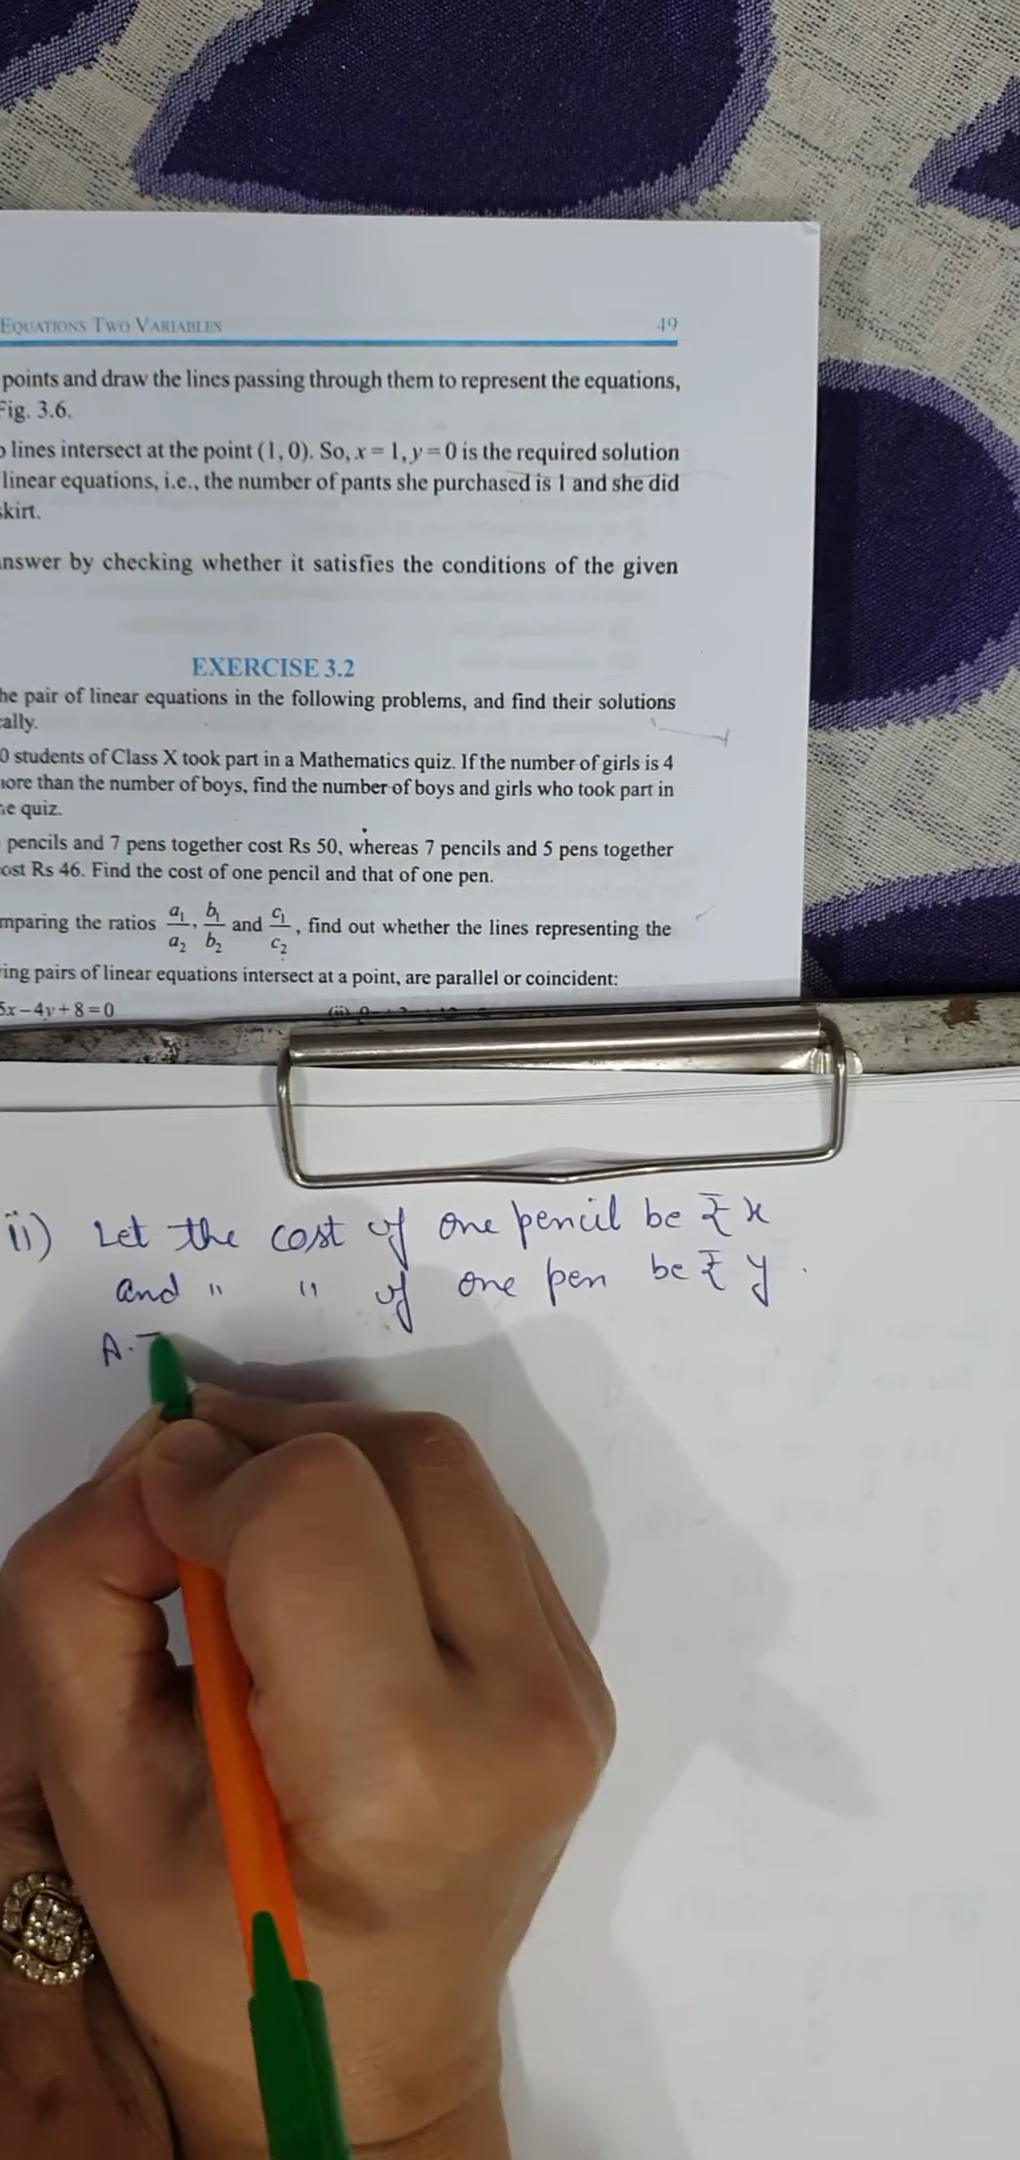 EQUATIONS TWO VARIABLES 49
points and draw the lines passing through them to represent the equations,
Fig. 3.6.
lines intersect at the point (1, 0). So, x = 1, y = 0 is the required solution
linear equations, i.e., the number of pants she purchased is 1 and she did
skirt.
answer by checking whether it satisfies the conditions of the given
EXERCISE 3.2
he pair of linear equations in the following problems, and find their solutions
cally.
0 students of Class X took part in a Mathematics quiz. If the number of girls is 4
more than the number of boys, find the number of boys and girls who took part in
he quiz.
pencils and 7 pens together cost Rs 50, whereas 7 pencils and 5 pens together
cost Rs 46. Find the cost of one pencil and that of one pen.
mparing the ratios a1/a2, b1/b2 and c1/c2, find out whether the lines representing the
ing pairs of linear equations intersect at a point, are parallel or coincident:
5x – 4y + 8 = 0 (ii)
ii) Let the cost of one pencil be ₹ x
and " " of one pen be ₹ y.
A.T